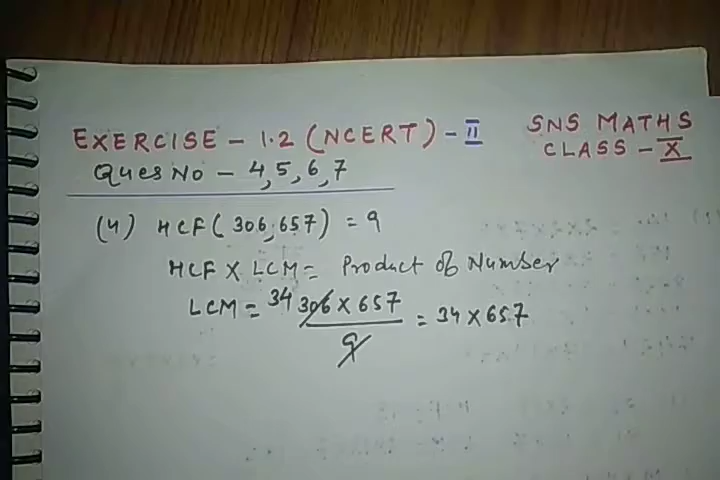 EXERCISE - 1.2 (NCERT) - II
SNS MATHS
CLASS - X
Ques No - 4,5,6,7
(4) HCF(306,657) = 9
HCF X LCM = Product of Number
LCM = 34 306 X 657 / 9 = 34 X 657